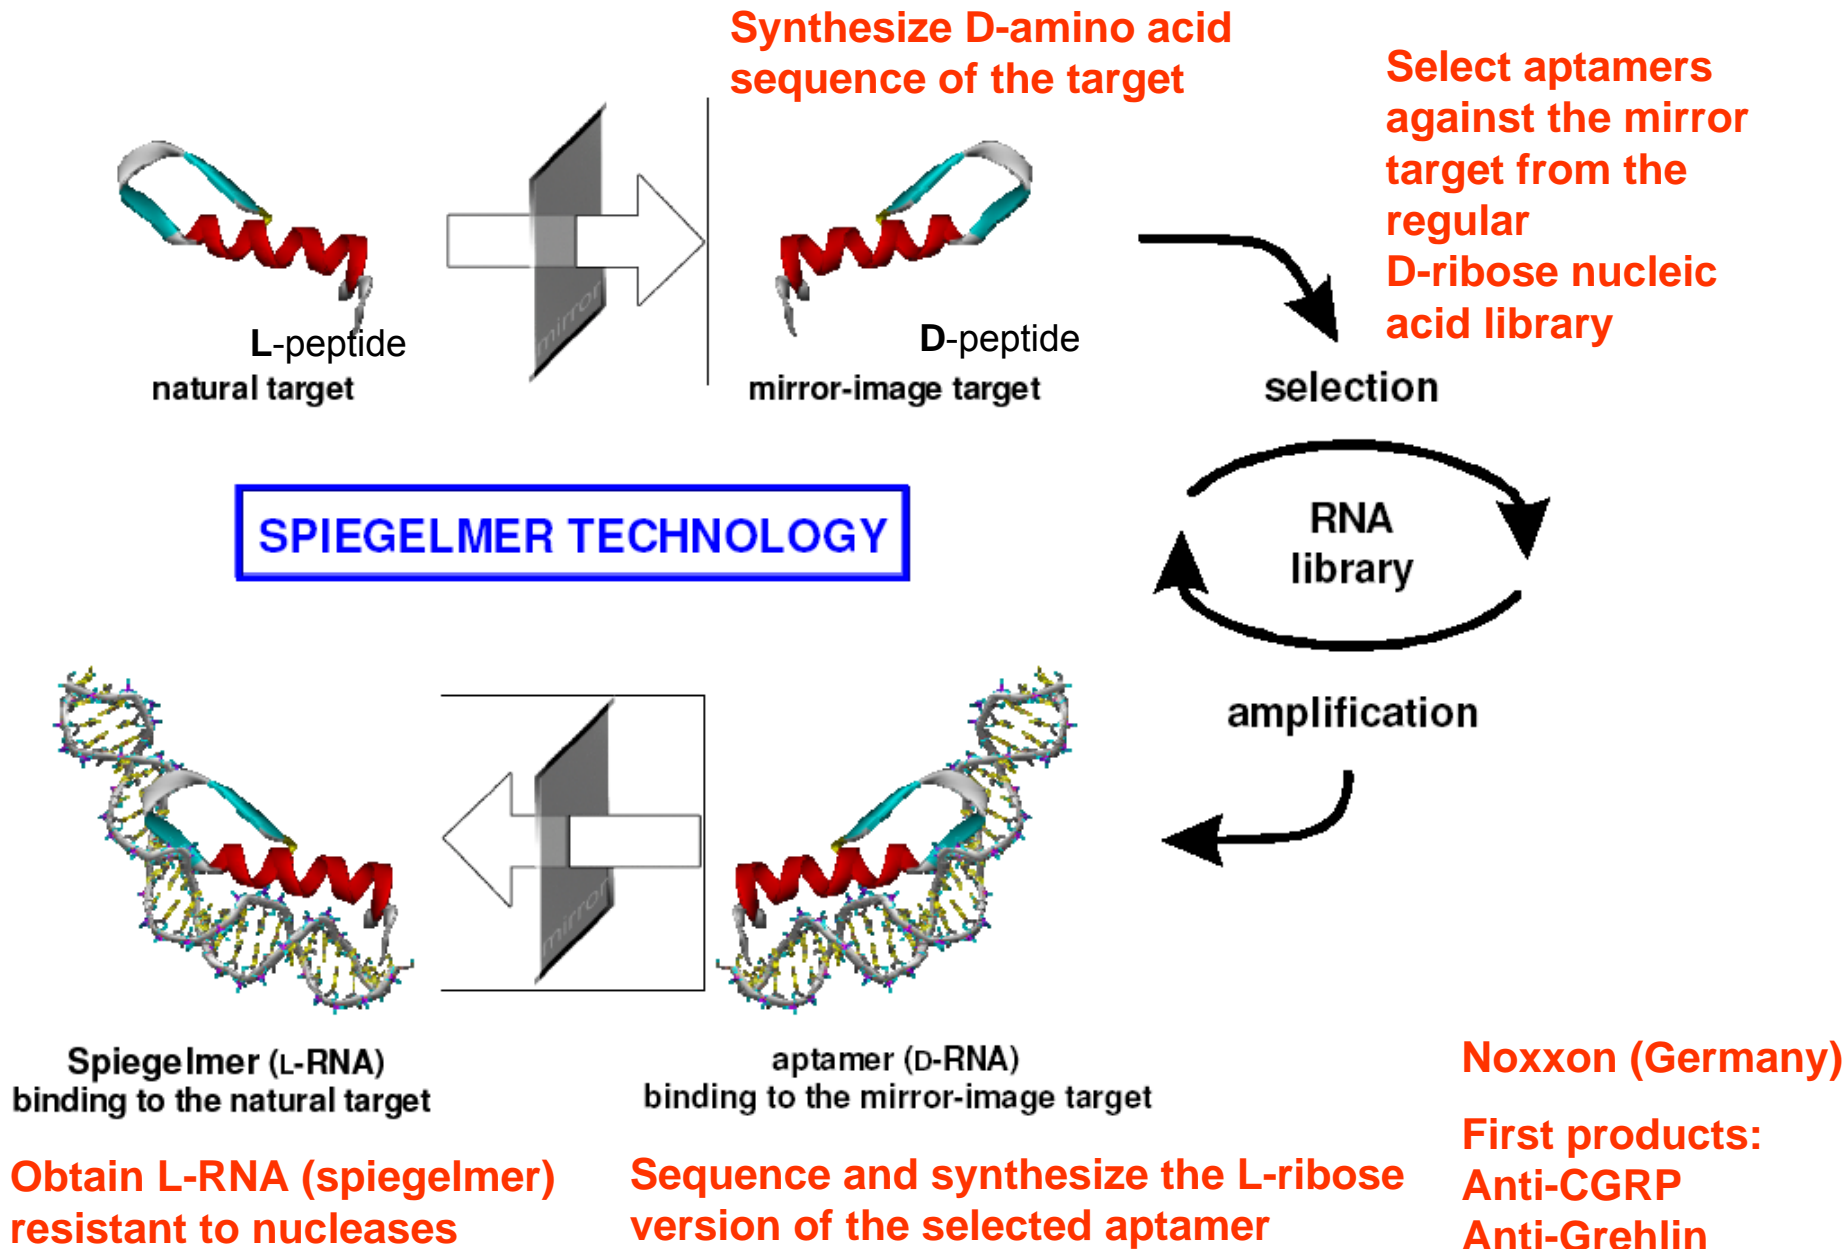 Synthesize D-amino acid
sequence of the target
Select aptamers
against the mirror
target from the
regular
D-ribose nucleic
acid library
mirror
L-peptide
natural target
D-peptide
mirror-image target
selection
RNA
library
amplification
SPIEGELMER TECHNOLOGY
mirror
Spiegelmer (L-RNA)
binding to the natural target
aptamer (D-RNA)
binding to the mirror-image target
Obtain L-RNA (spiegelmer)
resistant to nucleases
Sequence and synthesize the L-ribose
version of the selected aptamer
Noxxon (Germany)
First products:
Anti-CGRP
Anti-Grehlin